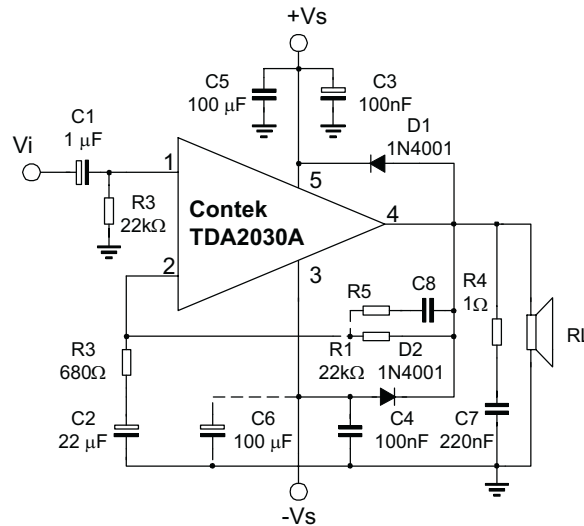 +Vs
C5
100 µF
C3
100nF
C1
1 µF
D1
1N4001
Vi
1
5
R3
22kΩ
Contek
TDA2030A
4
2
3
R5
C8
R4
1Ω
RL
R3
680Ω
R1
22kΩ
D2
1N4001
C2
22 µF
C6
100 µF
C4
100nF
C7
220nF
-Vs